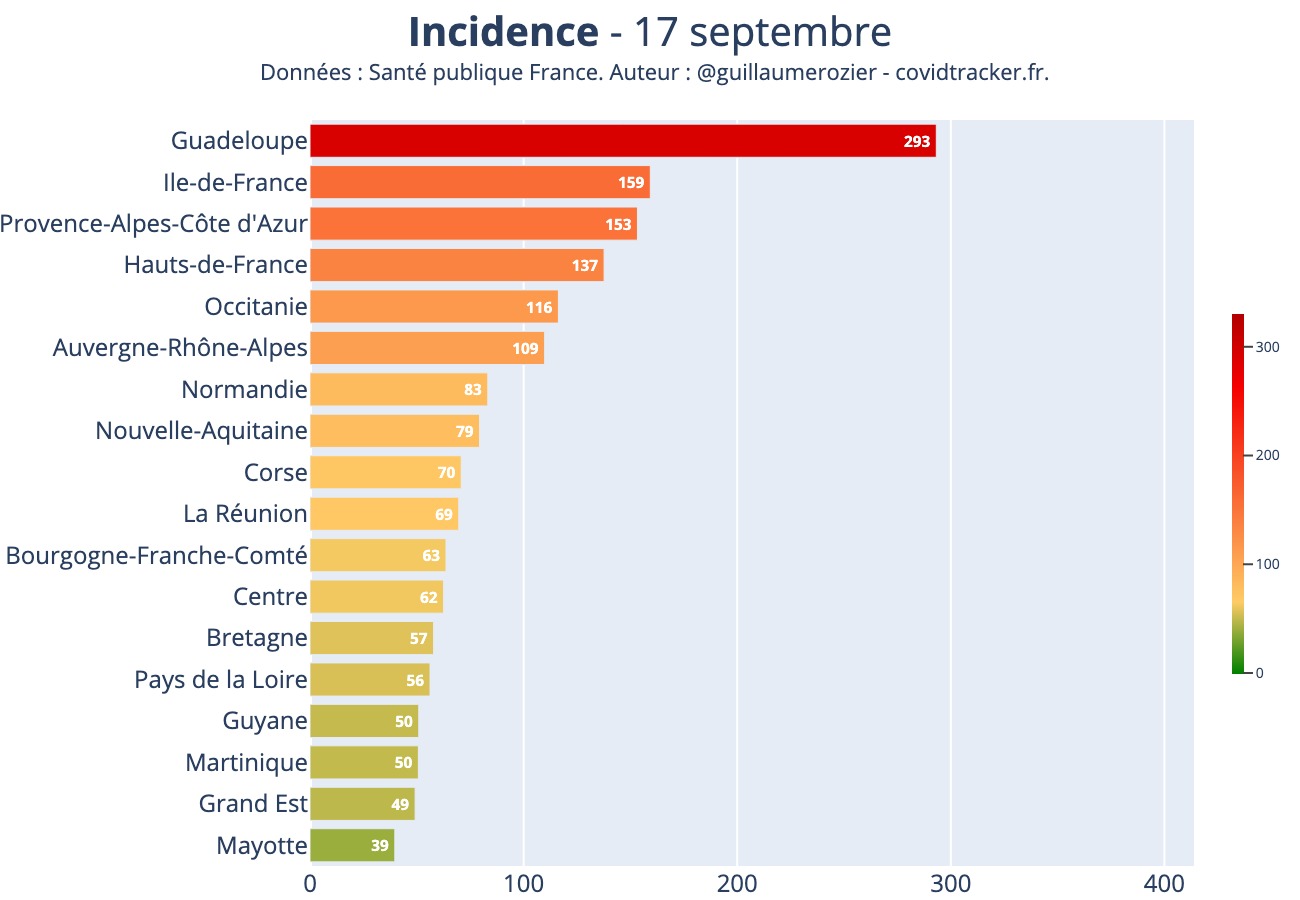 Incidence - 17 septembre
Données : Santé publique France. Auteur : @guillaumerozier - covidtracker.fr.
Guadeloupe 293
Ile-de-France 159
Provence-Alpes-Côte d'Azur 153
Hauts-de-France 137
Occitanie 116
Auvergne-Rhône-Alpes 109
Normandie 83
Nouvelle-Aquitaine 79
Corse 70
La Réunion 69
Bourgogne-Franche-Comté 63
Centre 62
Bretagne 57
Pays de la Loire 56
Guyane 50
Martinique 50
Grand Est 49
Mayotte 39
0 100 200 300 400
300
200
100
0